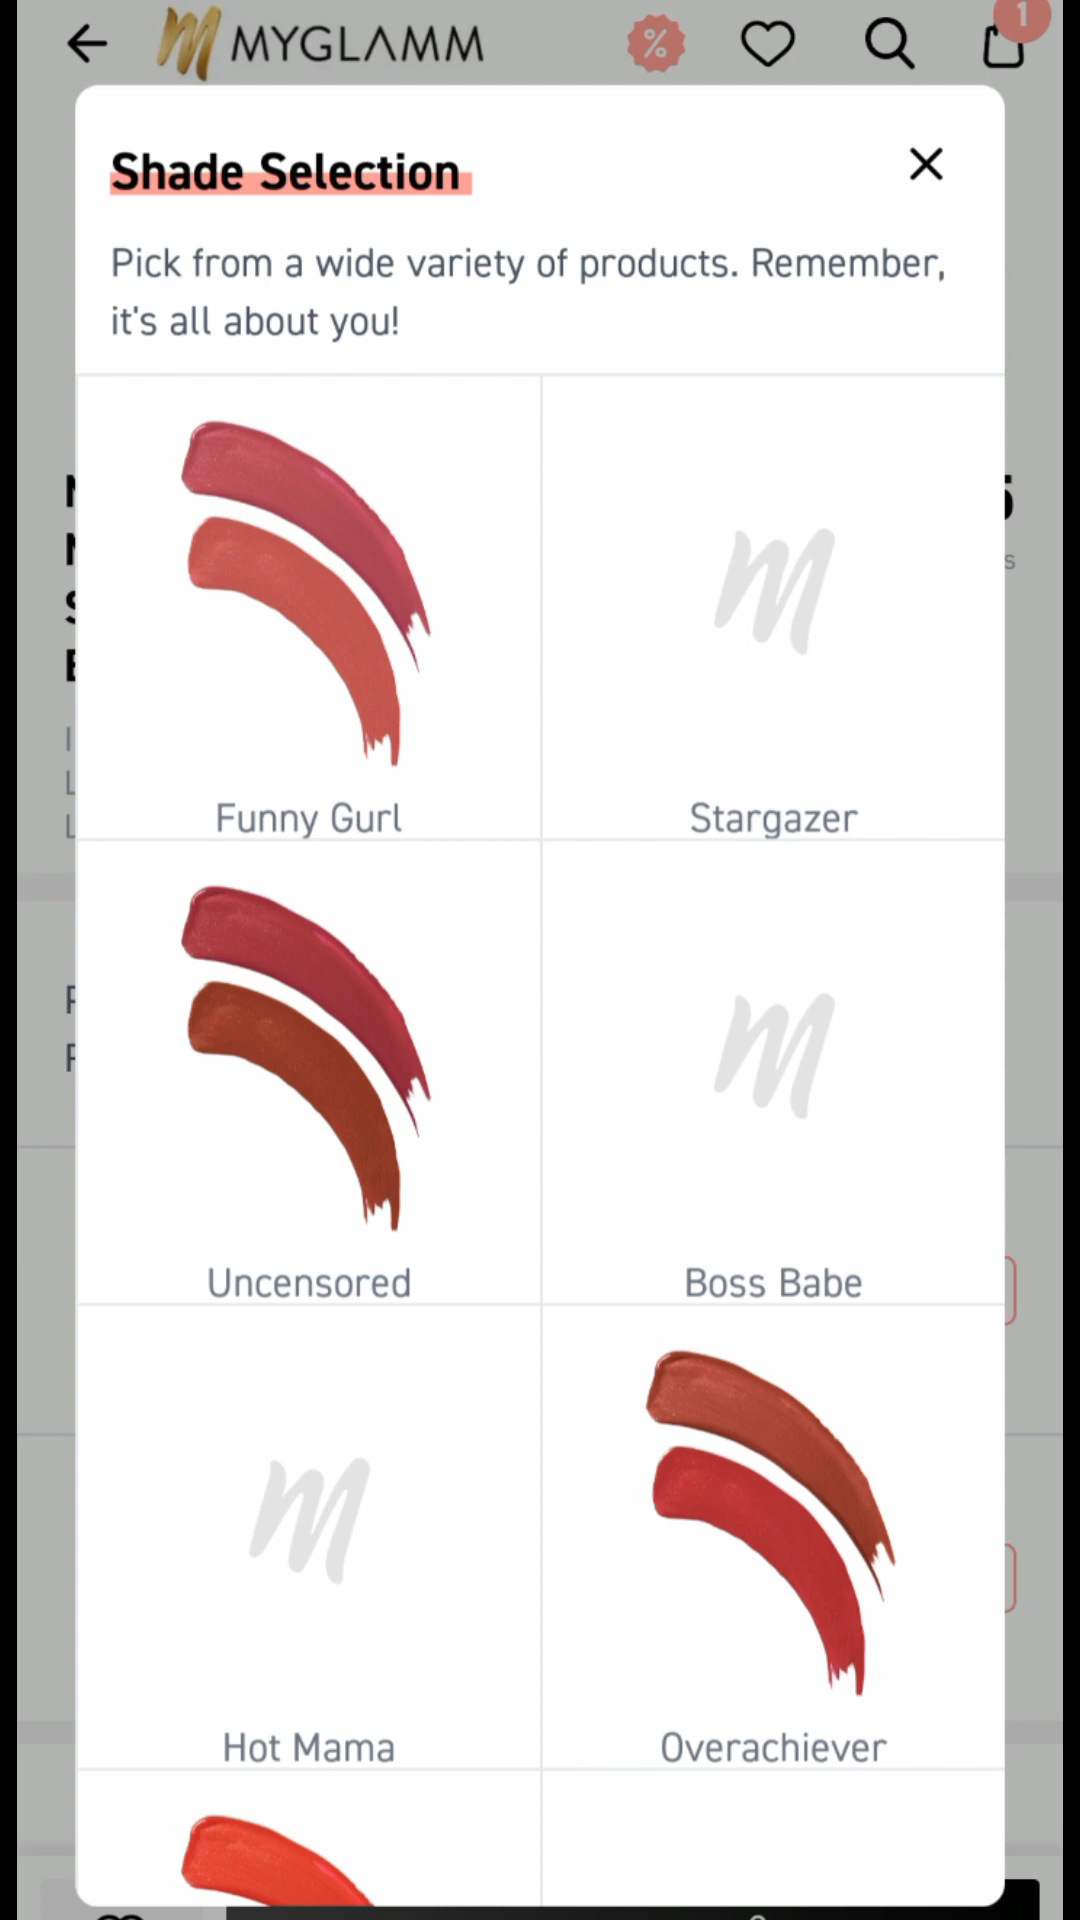 MYGLAMM
%
1
Shade Selection
Pick from a wide variety of products. Remember,
it's all about you!
Funny Gurl
Stargazer
Uncensored
Boss Babe
Hot Mama
Overachiever